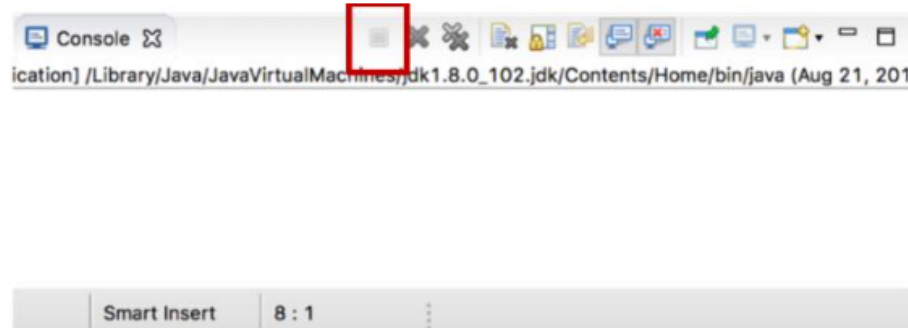 Console
ication] /Library/Java/JavaVirtualMachines/jdk1.8.0_102.jdk/Contents/Home/bin/java (Aug 21, 201
Smart Insert 8 : 1